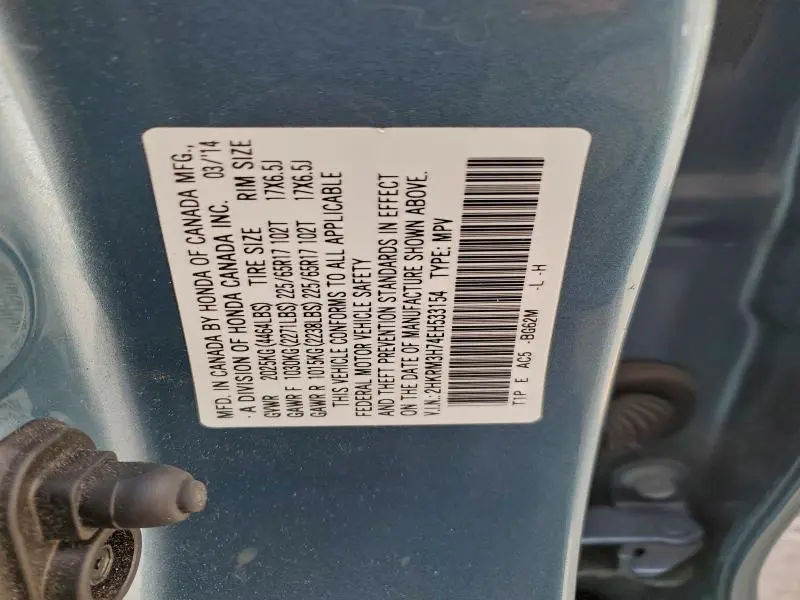 MFD. IN CANADA BY HONDA OF CANADA MFG.,
A DIVISION OF HONDA CANADA INC. 03/'14
GVWR 2025KG(4464LBS) TIRE SIZE RIM SIZE
GAWR F 1030KG(2271LBS) 225/65R17 102T 17X6.5J
GAWR R 1015KG(2238LBS) 225/65R17 102T 17X6.5J
THIS VEHICLE CONFORMS TO ALL APPLICABLE
FEDERAL MOTOR VEHICLE SAFETY
AND THEFT PREVENTION STANDARDS IN EFFECT
ON THE DATE OF MANUFACTURE SHOWN ABOVE.
V.I.N.:2HKRM3H74EH533154 TYPE: MPV
T1P E AC5 -BG62M -L -H